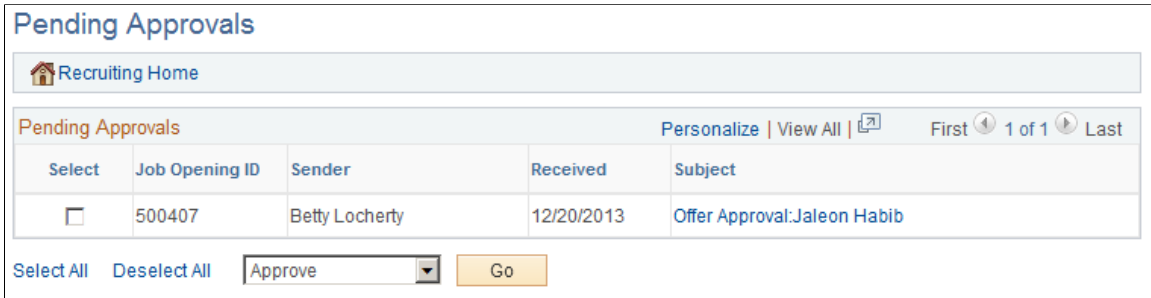 Pending Approvals
Recruiting Home
Pending Approvals Personalize | View All | First 1 of 1 Last
Select Job Opening ID Sender Received Subject
500407 Betty Locherty 12/20/2013 Offer Approval:Jaleon Habib
Select All Deselect All Approve Go